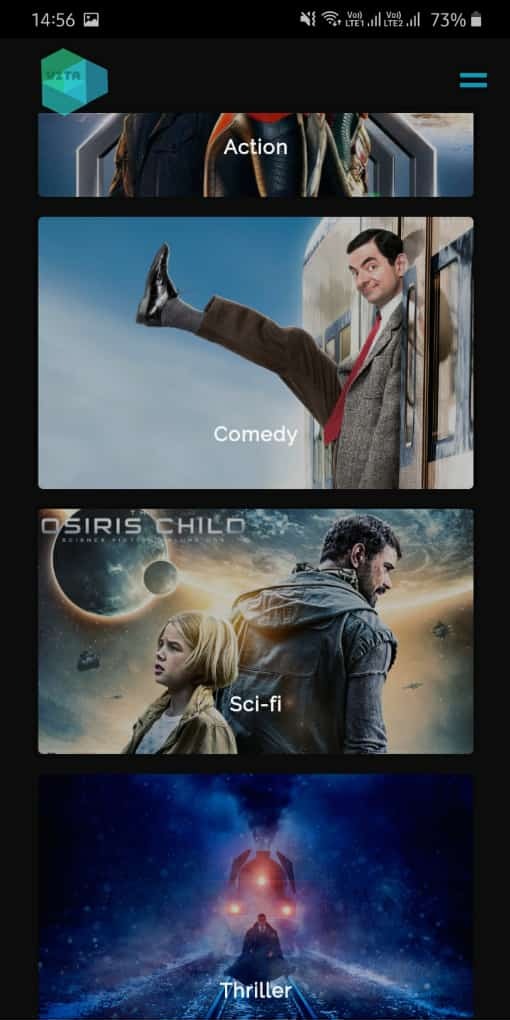 14:56
Vo)) LTE1 Vo)) LTE2 73%
VITA
Action
Comedy
OSIRIS CHILD
SCIENCE FICTION VOLUME ONE
Sci-fi
Thriller